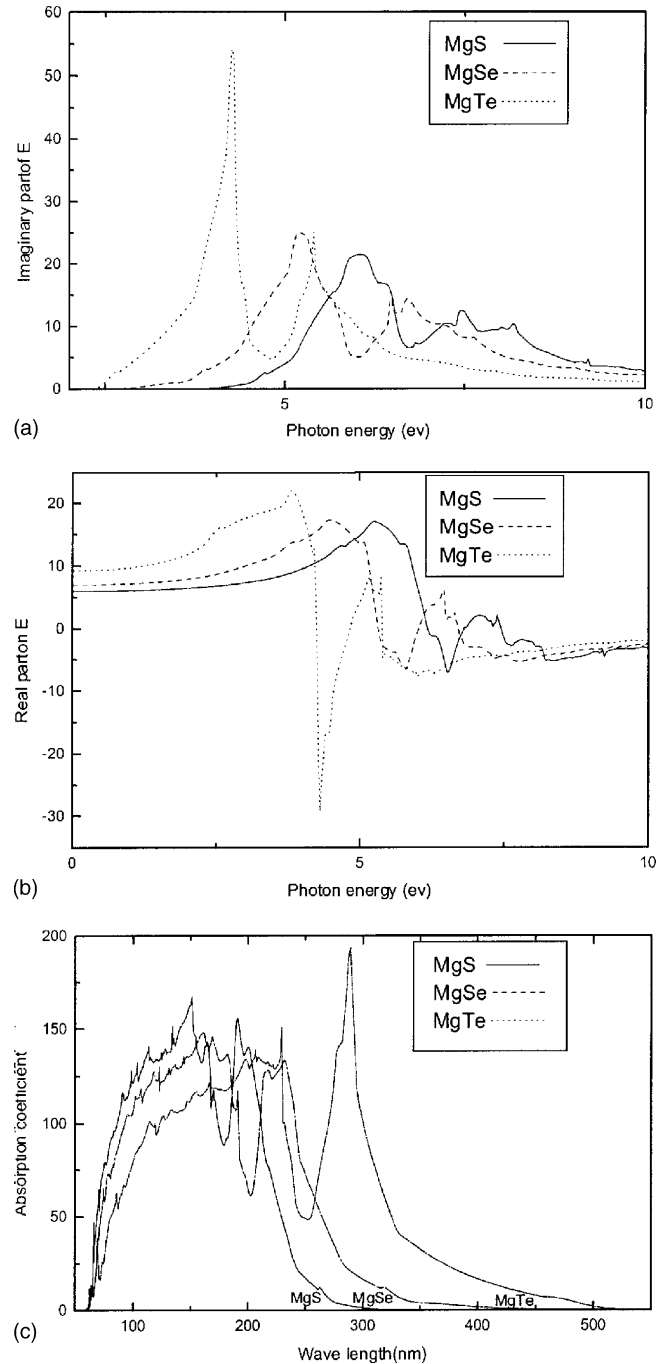 60
50
40
30
20
10
0
Imaginary partof E
MgS
MgSe
MgTe
5
10
Photon energy (ev)
(a)
20
10
0
-10
-20
-30
Real parton E
MgS
MgSe
MgTe
0
5
10
Photon energy (ev)
(b)
200
150
100
50
0
Absorption coefficient
MgS
MgSe
MgTe
MgS
MgSe
MgTe
100
200
300
400
500
Wave length(nm)
(c)